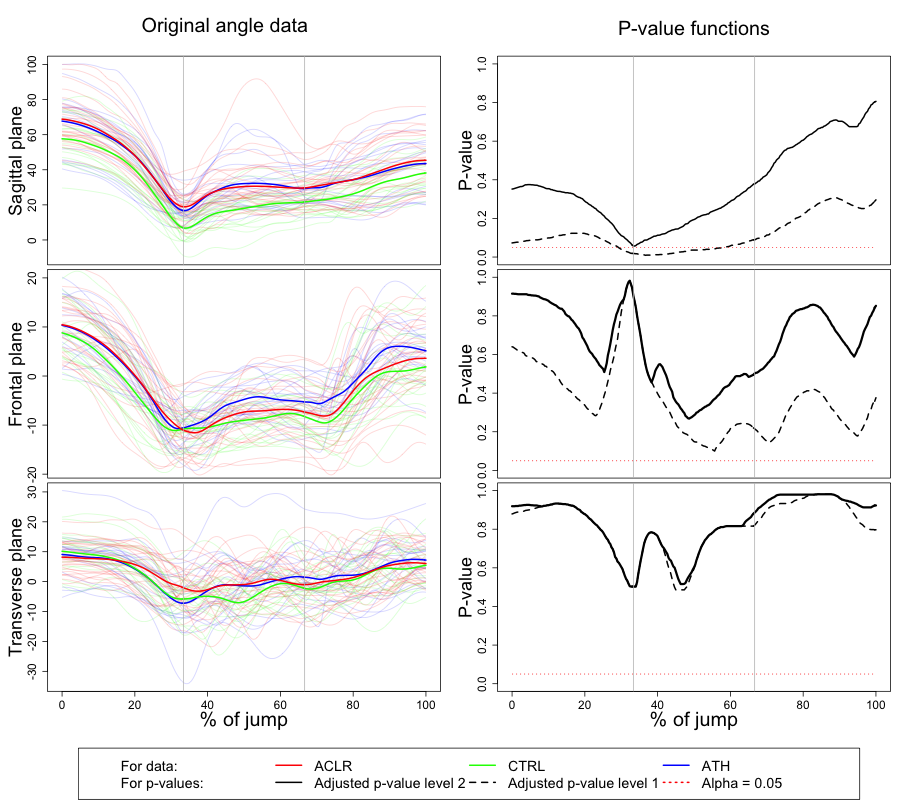 Original angle data
P-value functions
Sagittal plane
0 20 40 60 80 100
P-value
0.0 0.2 0.4 0.6 0.8 1.0
Frontal plane
-20 -10 0 10 20
P-value
0.0 0.2 0.4 0.6 0.8 1.0
Transverse plane
-30 -20 -10 0 10 20 30
P-value
0.0 0.2 0.4 0.6 0.8 1.0
0 20 40 60 80 100
0 20 40 60 80 100
% of jump
% of jump
For data: ACLR CTRL ATH
For p-values: Adjusted p-value level 2 Adjusted p-value level 1 Alpha = 0.05